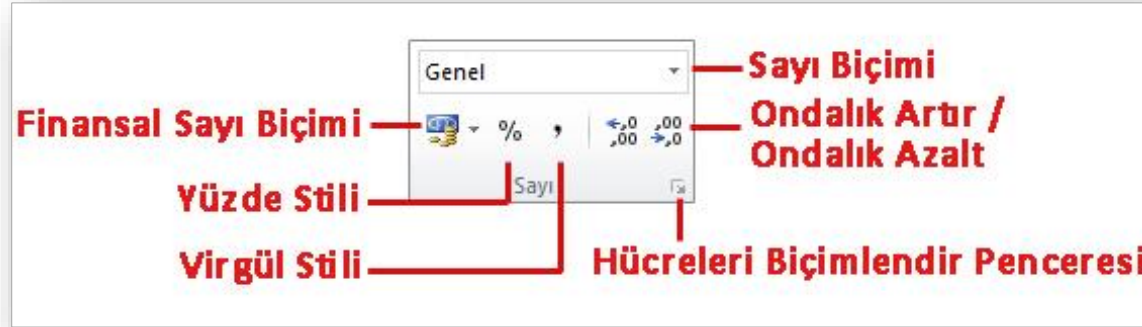 Genel
Sayı Biçimi
Finansal Sayı Biçimi
%
,
←,0
,00
,00
→,0
Ondalık Artır /
Ondalık Azalt
Sayı
Yüzde Stili
Virgül Stili
Hücreleri Biçimlendir Penceresi